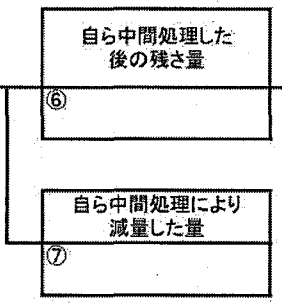 自ら中間処理した
後の残さ量
⑥
自ら中間処理により
減量した量
⑦